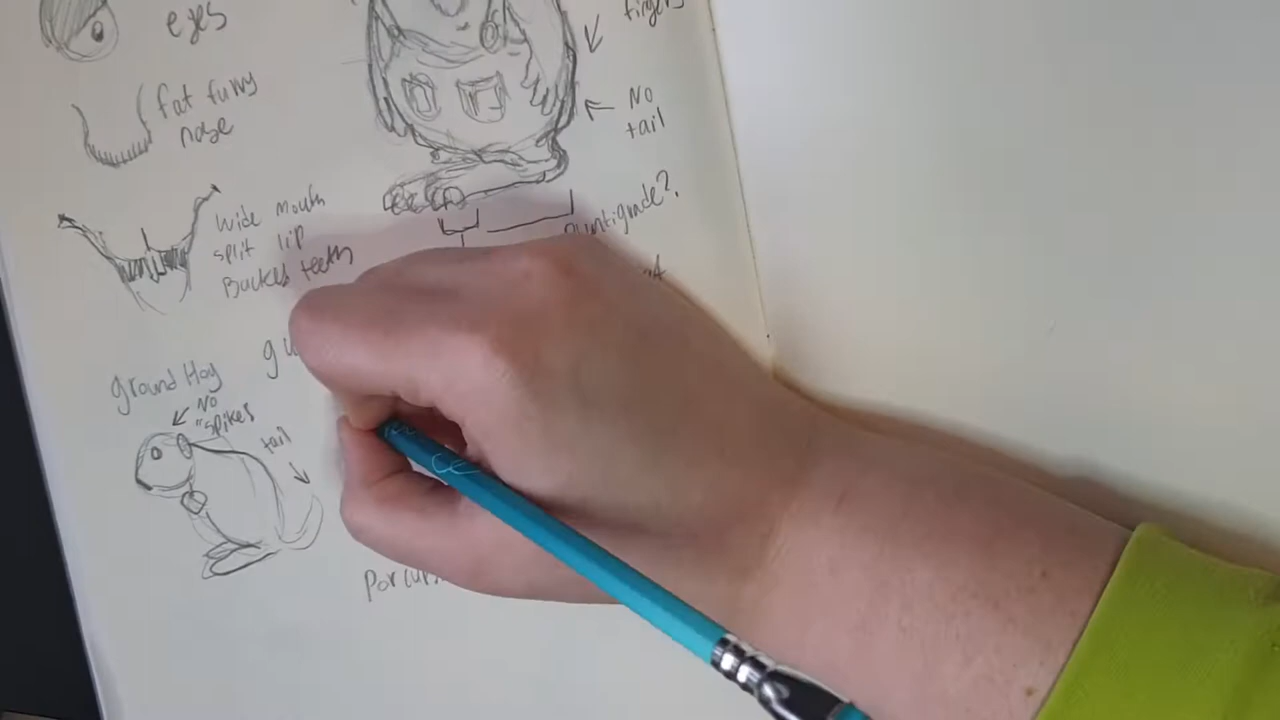 eyes
fingers
fat furry
nose
No
tail
wide mouth
split lip
Bucked teeth
ground Hog
No
"spikes
tail